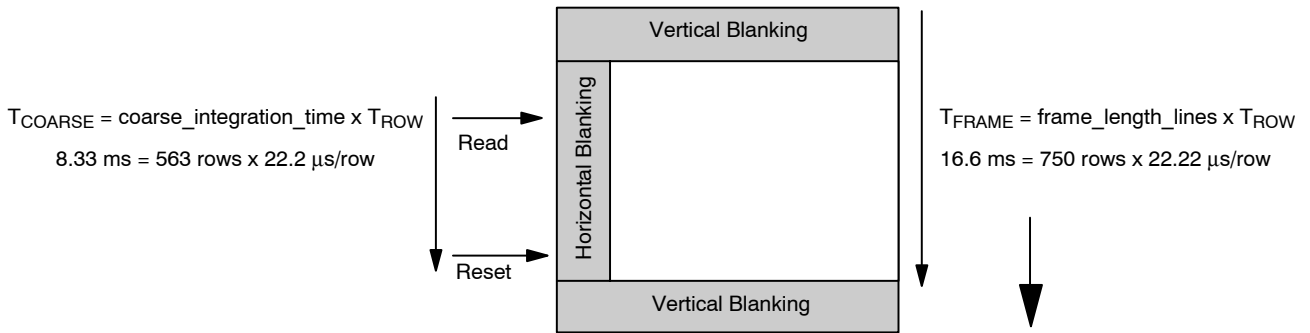 Vertical Blanking
T_COARSE = coarse_integration_time x T_ROW
8.33 ms = 563 rows x 22.2 μs/row
Read
Reset
Horizontal Blanking
T_FRAME = frame_length_lines x T_ROW
16.6 ms = 750 rows x 22.22 μs/row
Vertical Blanking